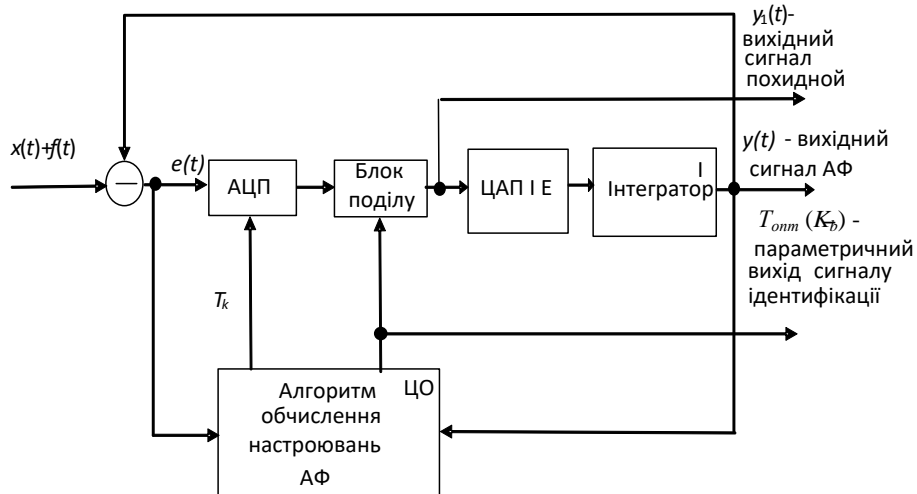 y₁(t)-
вихідний
сигнал
похидной
x(t)+f(t)
e(t)
АЦП
Блок
поділу
ЦАП І Е
І
Інтегратор
y(t) - вихідний
сигнал АФ
Tопт (Kb) -
параметричний
вихід сигналу
ідентифікації
Tk
ЦО
Алгоритм
обчислення
настроювань
АФ